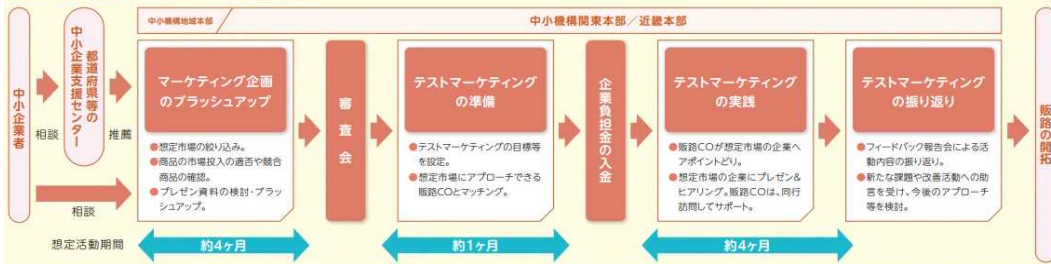 中小機構地域本部
中小機構関東本部／近畿本部
中小企業者
相談
都道府県等の
中小企業支援センター
推薦
相談
マーケティング企画
のブラッシュアップ
●想定市場の絞り込み。
●商品の市場投入の適否や競合
商品の確認。
●プレゼン資料の検討・ブラッ
シュアップ。
審査会
テストマーケティング
の準備
●テストマーケティングの目標等
を設定。
●想定市場にアプローチできる
販路COとマッチング。
企業負担金の入金
テストマーケティング
の実践
●販路COが想定市場の企業へ
アポイントどり。
●想定市場の企業にプレゼン&
ヒアリング。販路COは、同行
訪問してサポート。
テストマーケティング
の振り返り
●フィードバック報告会による活
動内容の振り返り。
●新たな課題や改善活動への助
言を受け、今後のアプローチ
等を検討。
販路の開拓
想定活動期間
約4ヶ月
約1ヶ月
約4ヶ月